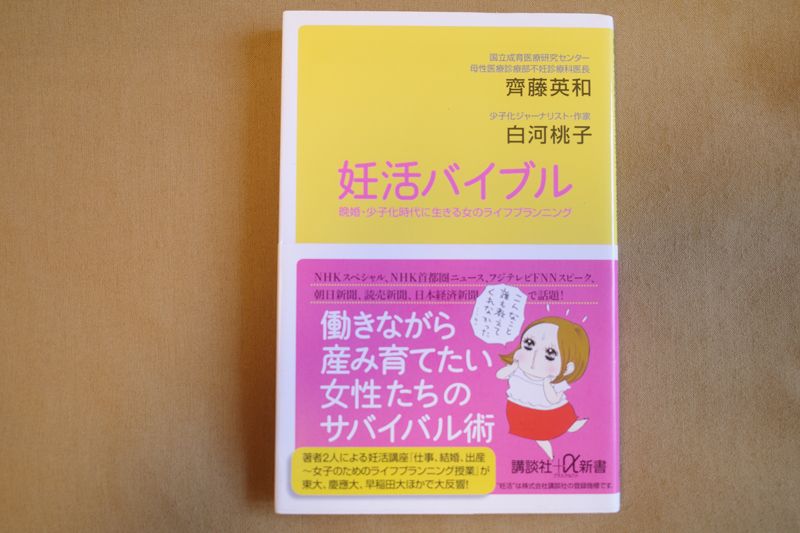 国立成育医療研究センター
母性医療診療部不妊診療科医長
齊藤英和
少子化ジャーナリスト・作家
白河桃子
妊活バイブル
晩婚・少子化時代に生きる女のライフプランニング
NHKスペシャル、NHK首都圏ニュース、フジテレビFNNスピーク、
朝日新聞、読売新聞、日本経済新聞で話題!
こんなこと
誰も教えて
くれなかった……
働きながら
産み育てたい
女性たちの
サバイバル術
著者2人による妊活講座「仕事、結婚、出産
〜女子のためのライフプランニング授業」が
東大、慶應大、早稲田大ほかで大反響!
講談社+α新書
プラスアルファ
“妊活”は株式会社講談社の登録商標です。